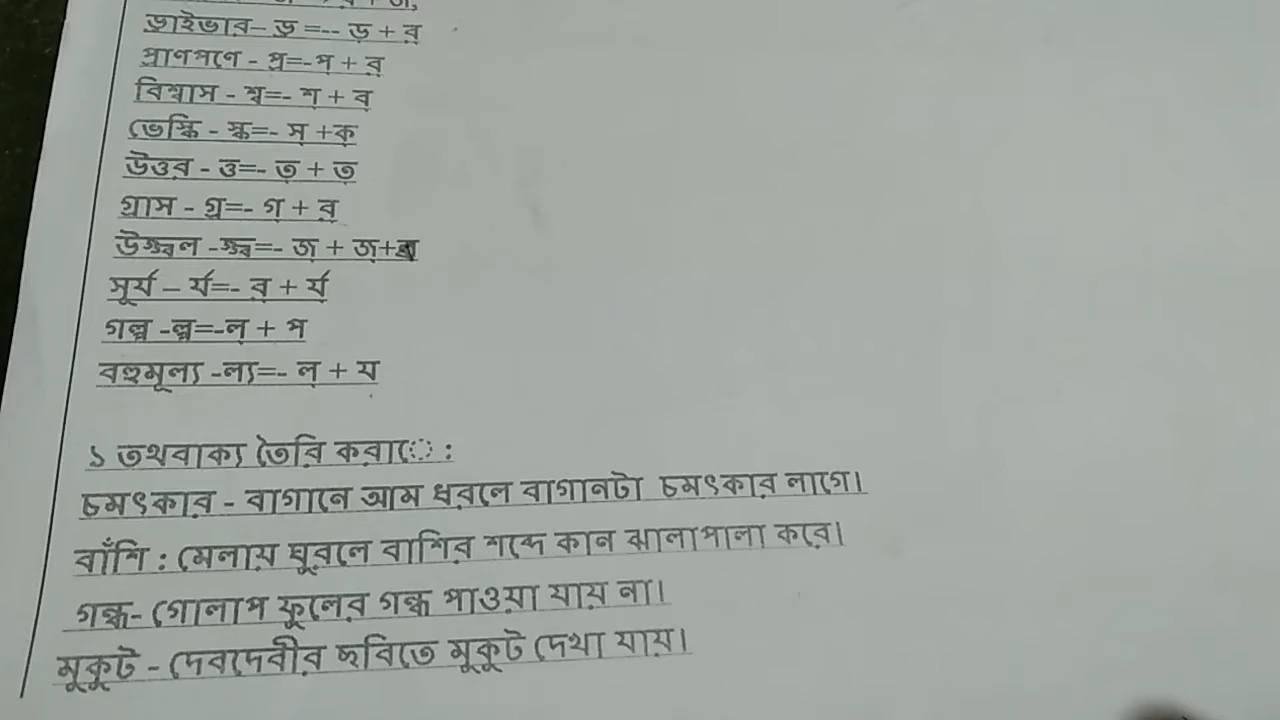 ড্রাইভার– ড্র =-- ড় + র্
প্রাণপণে - প্র=-প্ + র্
বিশ্বাস - শ্ব=- শ্ + ব্
ভেস্কি - স্ক=- স্ +ক্
উত্তর - ত্ত=- ত্ + ত্
গ্রাস - গ্র=- গ্ + র্
উজ্জ্বল -জ্জ্ব=- জ্ + জ্+ব
সূর্য – র্য=- র্ + র্য্
গল্প -ল্প=-ল্ + প
বহুমূল্য -ল্য=- ল্ + য
১ তথবাক্য তৈরি করাে :
চমৎকার - বাগানে আম ধরলে বাগানটা চমৎকার লাগে।
বাঁশি : মেলায় ঘুরলে বাশির শব্দে কান ঝালাপালা করে।
গন্ধ- গোলাপ ফুলের গন্ধ পাওয়া যায় না।
মূকুট - দেবদেবীর ছবিতে মূকুট দেখা যায়।